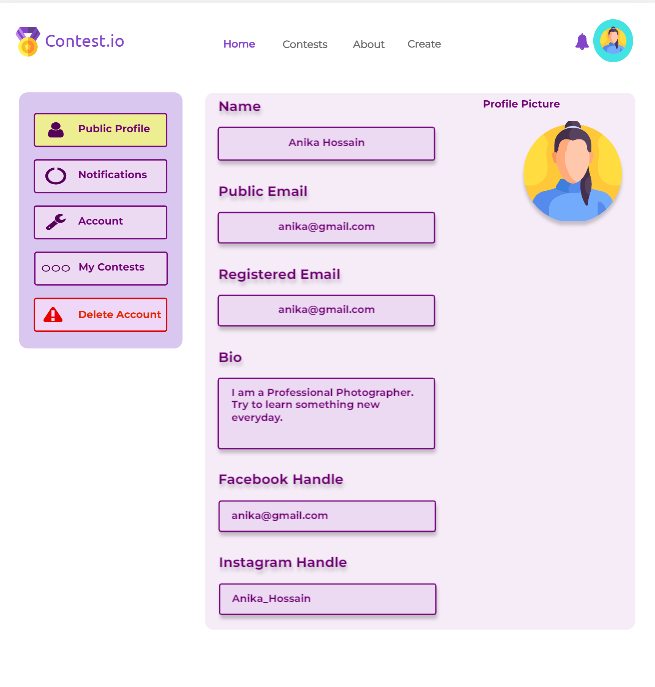 Contest.io
Home
Contests
About
Create
Public Profile
Notifications
Account
My Contests
Delete Account
Name
Anika Hossain
Public Email
anika@gmail.com
Registered Email
anika@gmail.com
Bio
I am a Professional Photographer.
Try to learn something new
everyday.
Facebook Handle
anika@gmail.com
Instagram Handle
Anika_Hossain
Profile Picture